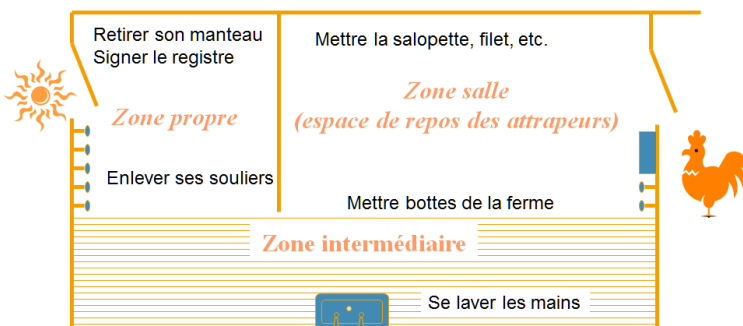 Retirer son manteau
Signer le registre
Mettre la salopette, filet, etc.
Zone propre
Zone salle
(espace de repos des attrapeurs)
Enlever ses souliers
Mettre bottes de la ferme
Zone intermédiaire
Se laver les mains